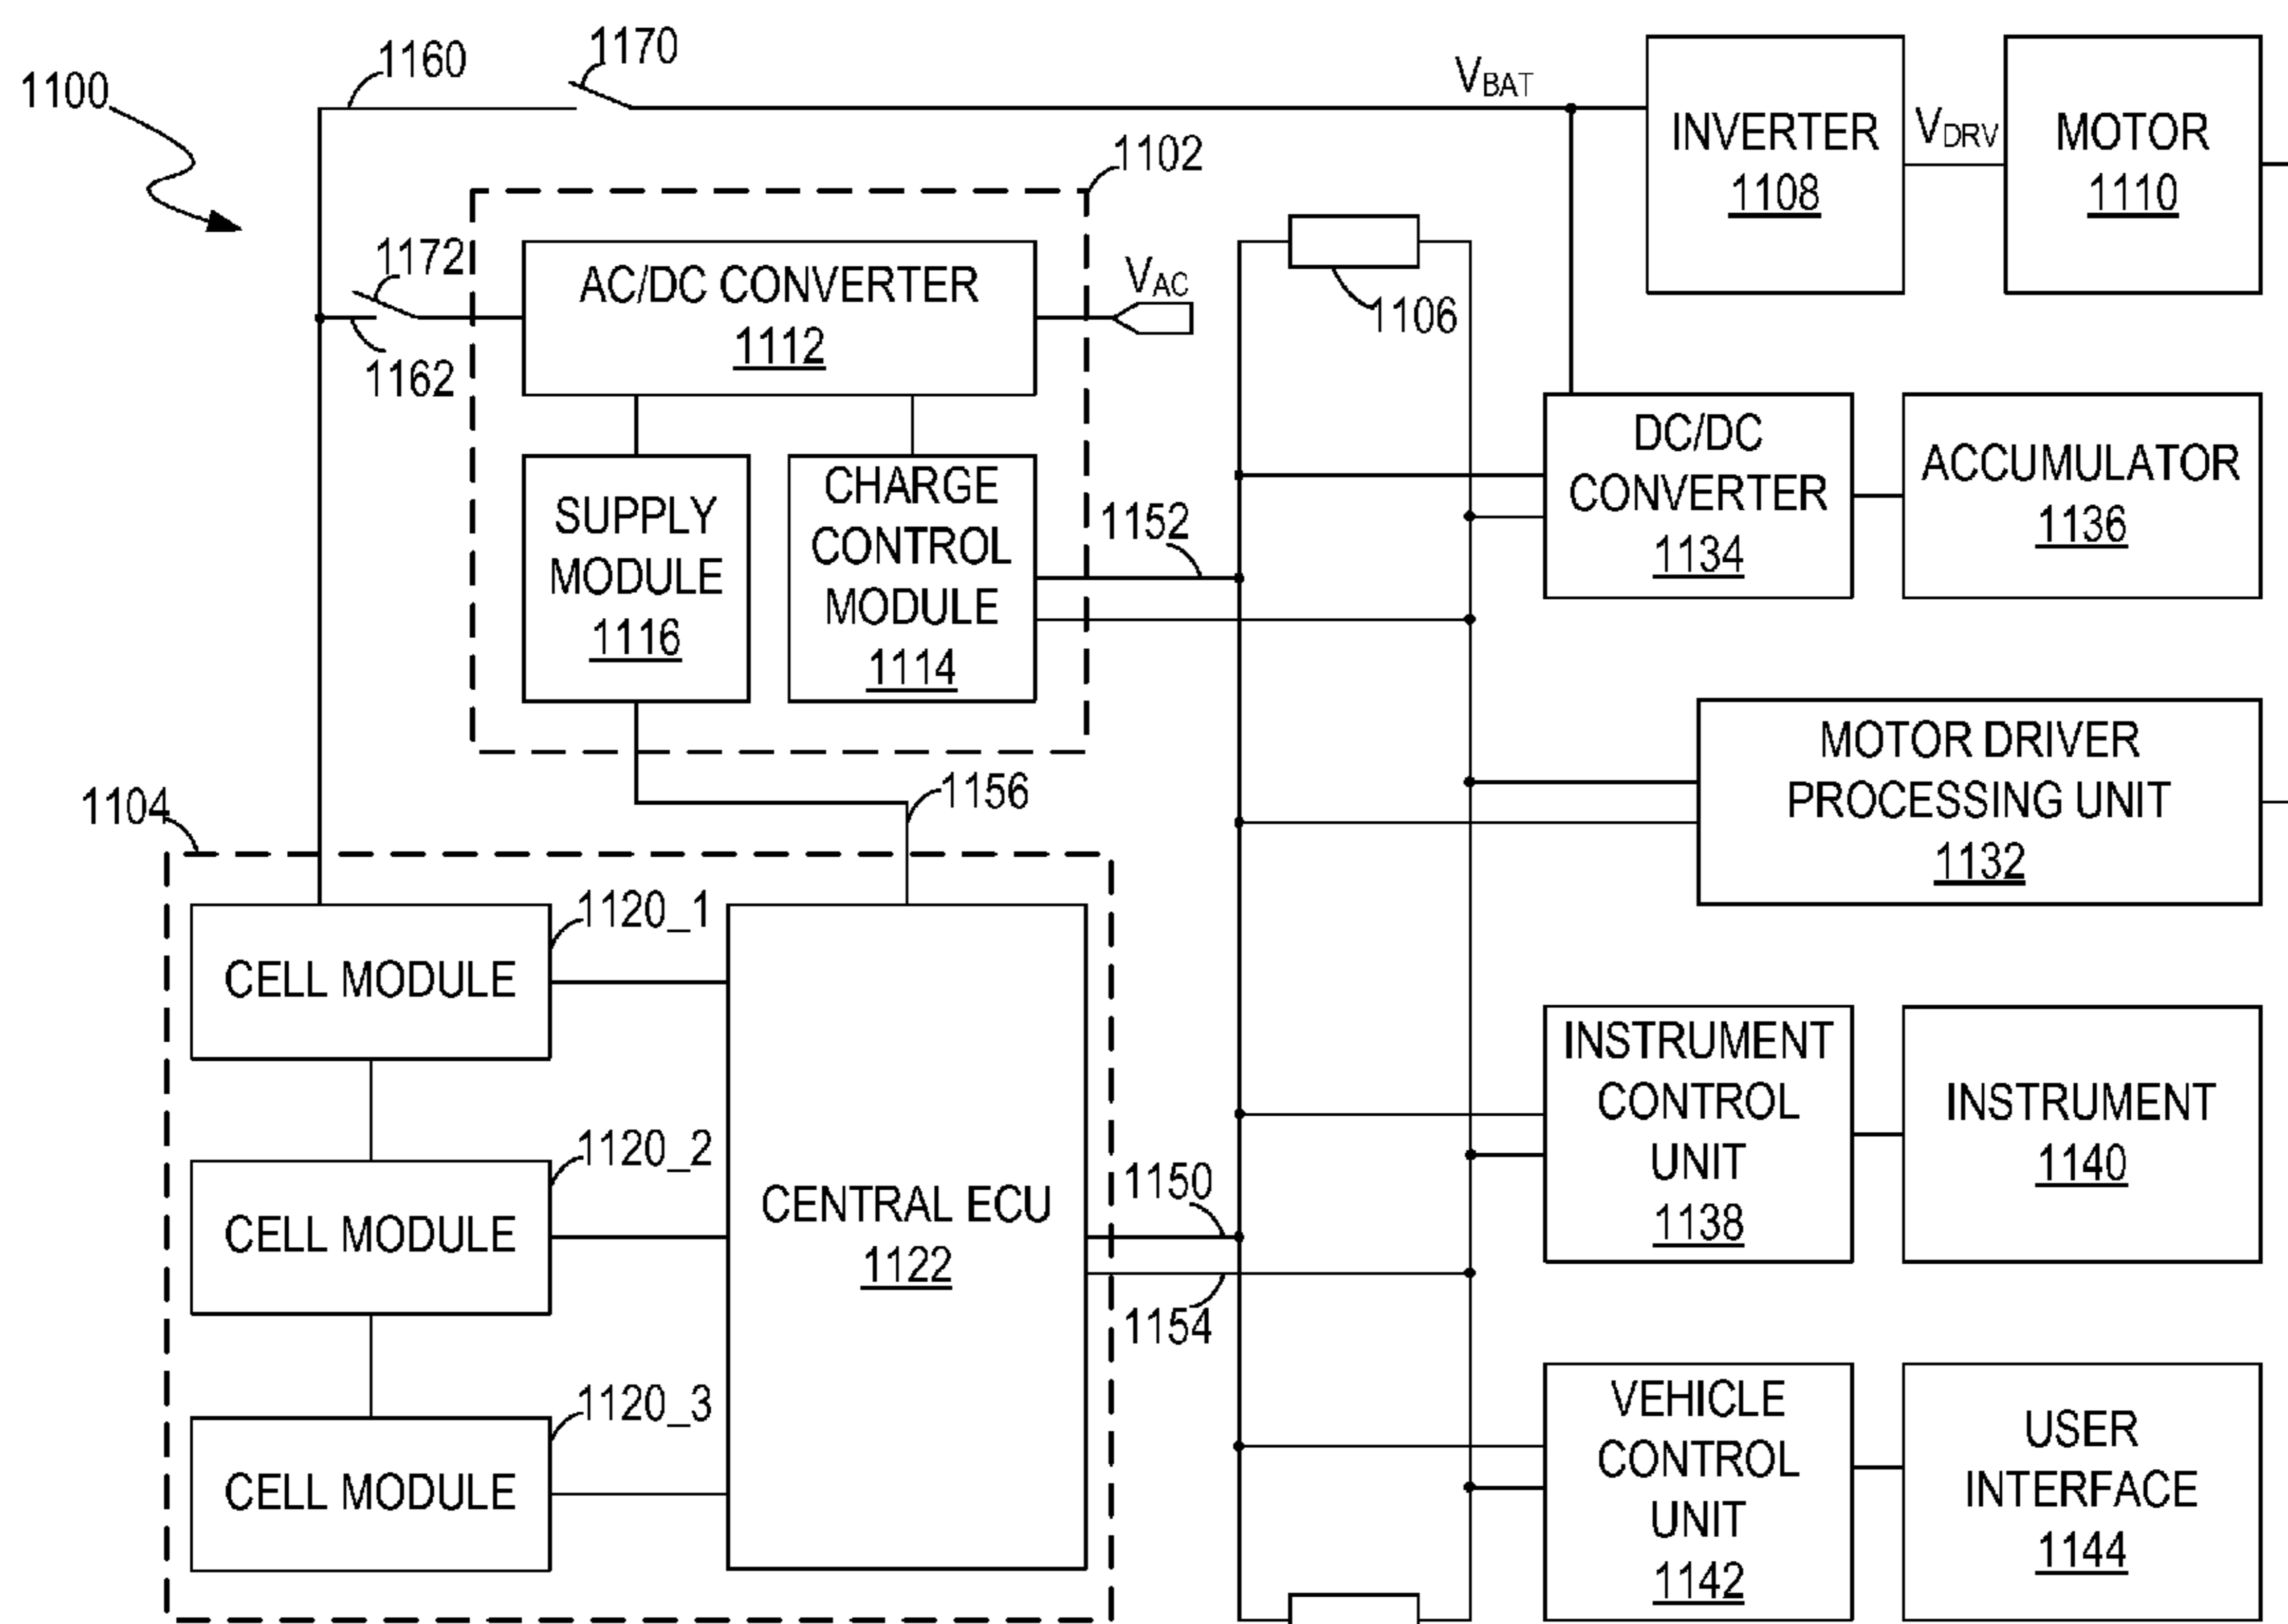 1100
1160
1170
V_BAT
INVERTER
1108
V_DRV
MOTOR
1110
1102
1172
1162
AC/DC CONVERTER
1112
V_AC
1106
SUPPLY
MODULE
1116
CHARGE
CONTROL
MODULE
1114
1152
DC/DC
CONVERTER
1134
ACCUMULATOR
1136
MOTOR DRIVER
PROCESSING UNIT
1132
1156
1104
CELL MODULE
1120_1
CELL MODULE
1120_2
CELL MODULE
1120_3
CENTRAL ECU
1122
1150
1154
INSTRUMENT
CONTROL
UNIT
1138
INSTRUMENT
1140
VEHICLE
CONTROL
UNIT
1142
USER
INTERFACE
1144